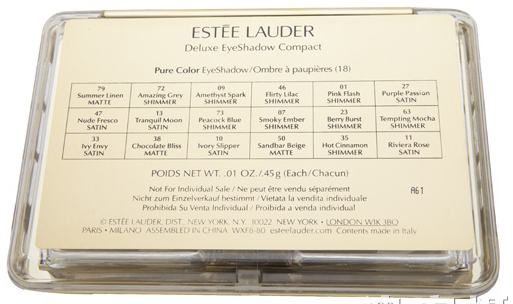 ESTĒE LAUDER
Deluxe EyeShadow Compact
Pure Color EyeShadow/Ombre à paupières (18)
79 72 09 46 01 27
Summer Linen Amazing Grey Amethyst Spark Flirty Lilac Pink Flash Purple Passion
MATTE SHIMMER SHIMMER SHIMMER SHIMMER SATIN
47 13 73 07 23 63
Nude Fresco Tranquil Moon Peacock Blue Smoky Ember Berry Burst Tempting Mocha
SATIN SATIN SHIMMER SHIMMER SHIMMER SHIMMER
33 38 10 50 35 11
Ivy Envy Chocolate Bliss Ivory Slipper Sandbar Beige Hot Cinnamon Riviera Rose
SATIN MATTE SATIN MATTE SHIMMER SATIN
POIDS NET WT. .01 OZ./.45g (Each/Chacun)
Not For Individual Sale / Ne peut être vendu séparément
Nicht zum Einzelverkauf bestimmt / Vietata la vendita individuale
Prohibida Su Venta Individual / Proibida a venda individual
A61
© ESTĒE LAUDER, DIST., NEW YORK, N.Y. 10022 NEW YORK • LONDON W1K 3BQ
PARIS • MILANO ASSEMBLED IN CHINA WXF8-80 esteelauder.com Contents made in Italy